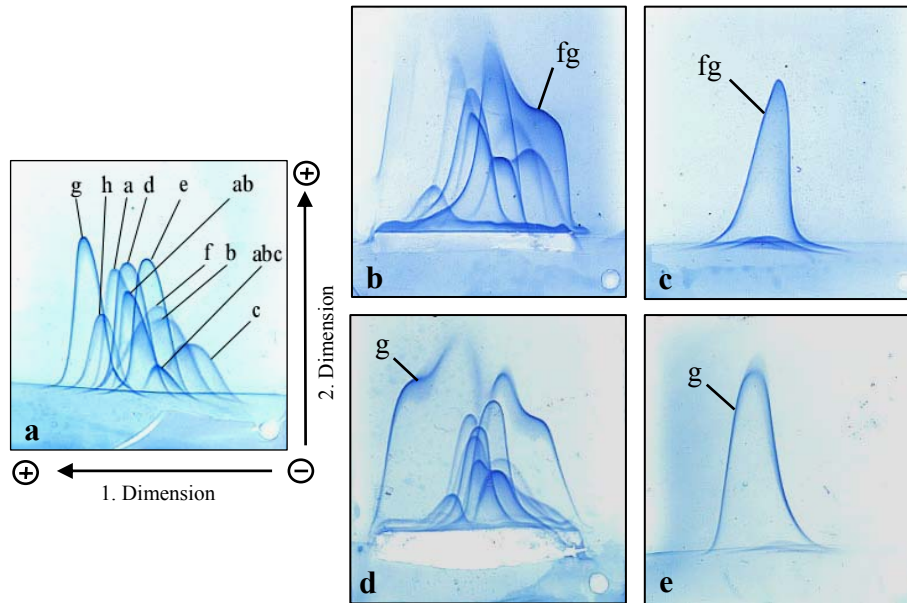 g h a d e ab
f b abc
c
a
+
2. Dimension
+
−
1. Dimension
fg
b
fg
c
g
d
g
e